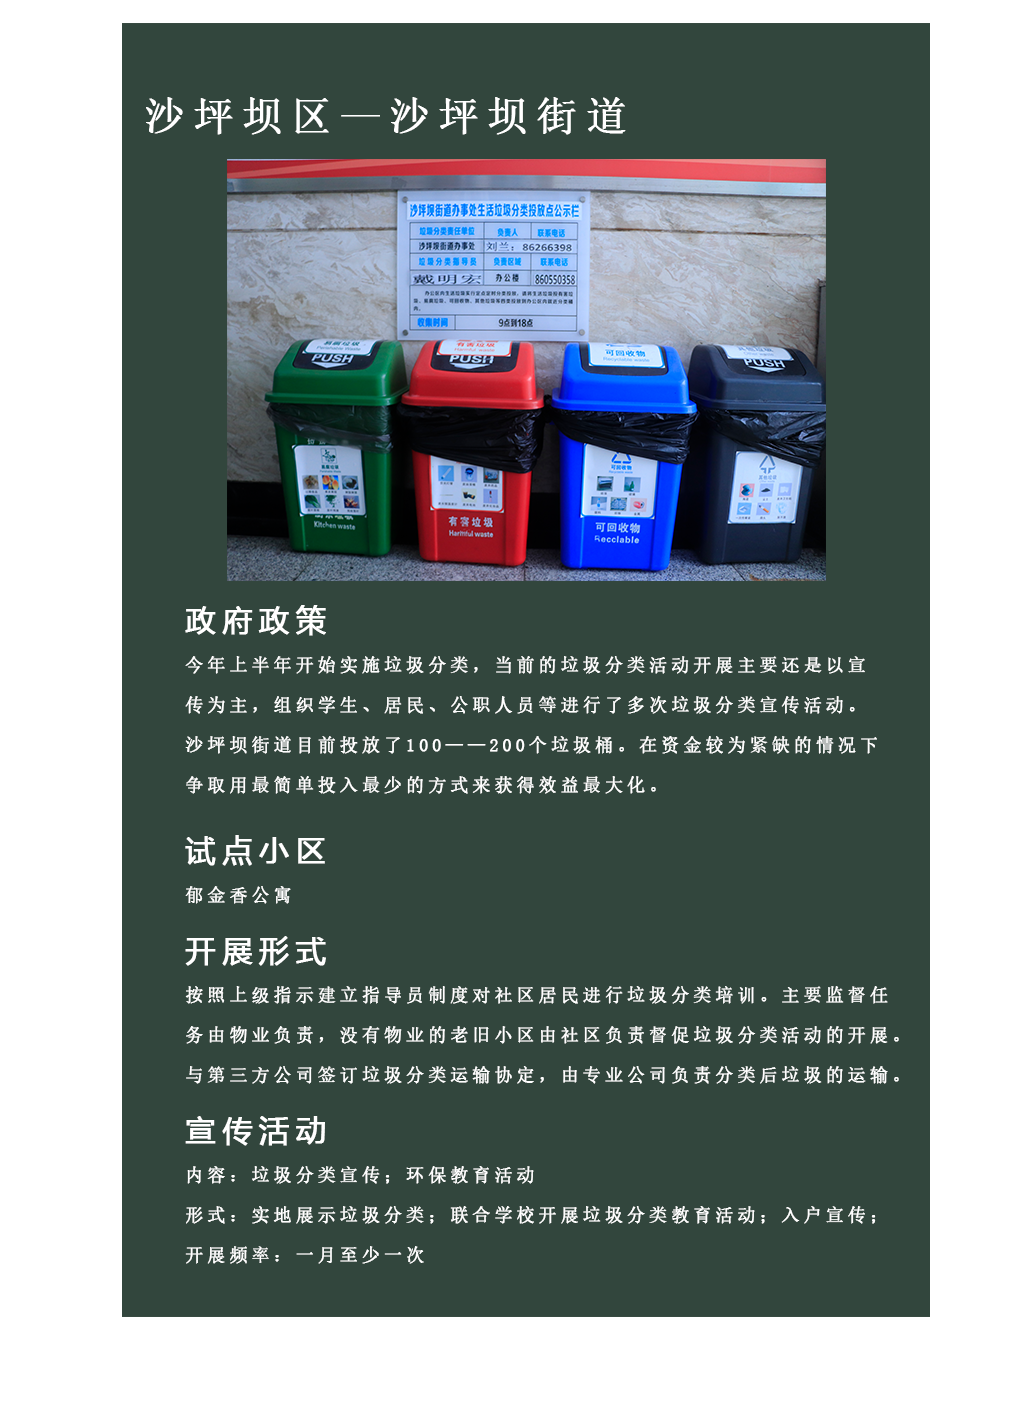 沙坪坝区—沙坪坝街道
沙坪坝街道办事处生活垃圾分类投放点公示栏
垃圾分类责任单位 负责人 联系电话
沙坪坝街道办事处 刘兰： 86266398
垃圾分类指导员 负责区域 联系电话
戴明宏 办公楼 860550358
收集时间 9点到18点
PUSH
有害垃圾
Harmful waste
PUSH
可回收物
Recyclable waste
PUSH
Kitchen waste
有害垃圾
Harmful waste
可回收物
可回收物
Recclable
政府政策
今年上半年开始实施垃圾分类，当前的垃圾分类活动开展主要还是以宣
传为主，组织学生、居民、公职人员等进行了多次垃圾分类宣传活动。
沙坪坝街道目前投放了100——200个垃圾桶。在资金较为紧缺的情况下
争取用最简单投入最少的方式来获得效益最大化。
试点小区
郁金香公寓
开展形式
按照上级指示建立指导员制度对社区居民进行垃圾分类培训。主要监督任
务由物业负责，没有物业的老旧小区由社区负责督促垃圾分类活动的开展。
与第三方公司签订垃圾分类运输协定，由专业公司负责分类后垃圾的运输。
宣传活动
内容：垃圾分类宣传；环保教育活动
形式：实地展示垃圾分类；联合学校开展垃圾分类教育活动；入户宣传；
开展频率：一月至少一次